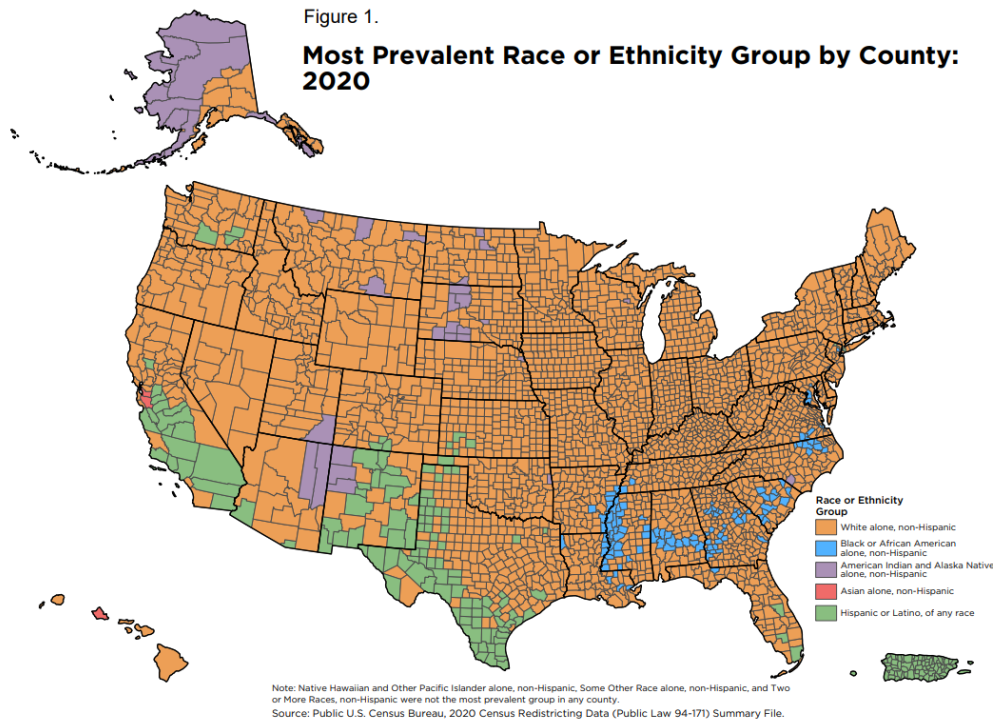 Figure 1.
Most Prevalent Race or Ethnicity Group by County:
2020
Race or Ethnicity
Group
White alone, non-Hispanic
Black or African American
alone, non-Hispanic
American Indian and Alaska Native
alone, non-Hispanic
Asian alone, non-Hispanic
Hispanic or Latino, of any race
Note: Native Hawaiian and Other Pacific Islander alone, non-Hispanic, Some Other Race alone, non-Hispanic, and Two
or More Races, non-Hispanic were not the most prevalent group in any county.
Source: Public U.S. Census Bureau, 2020 Census Redistricting Data (Public Law 94-171) Summary File.